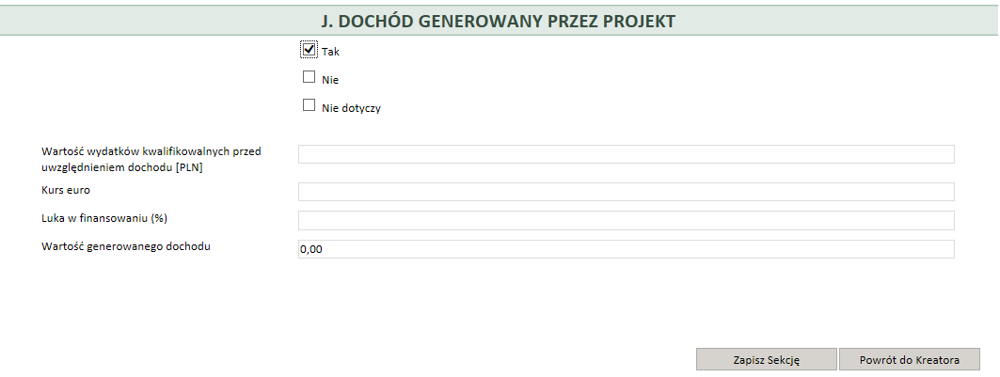 J. DOCHÓD GENEROWANY PRZEZ PROJEKT
Tak
Nie
Nie dotyczy
Wartość wydatków kwalifikowalnych przed
uwzględnieniem dochodu [PLN]
Kurs euro
Luka w finansowaniu (%)
Wartość generowanego dochodu
0,00
Zapisz Sekcję
Powrót do Kreatora